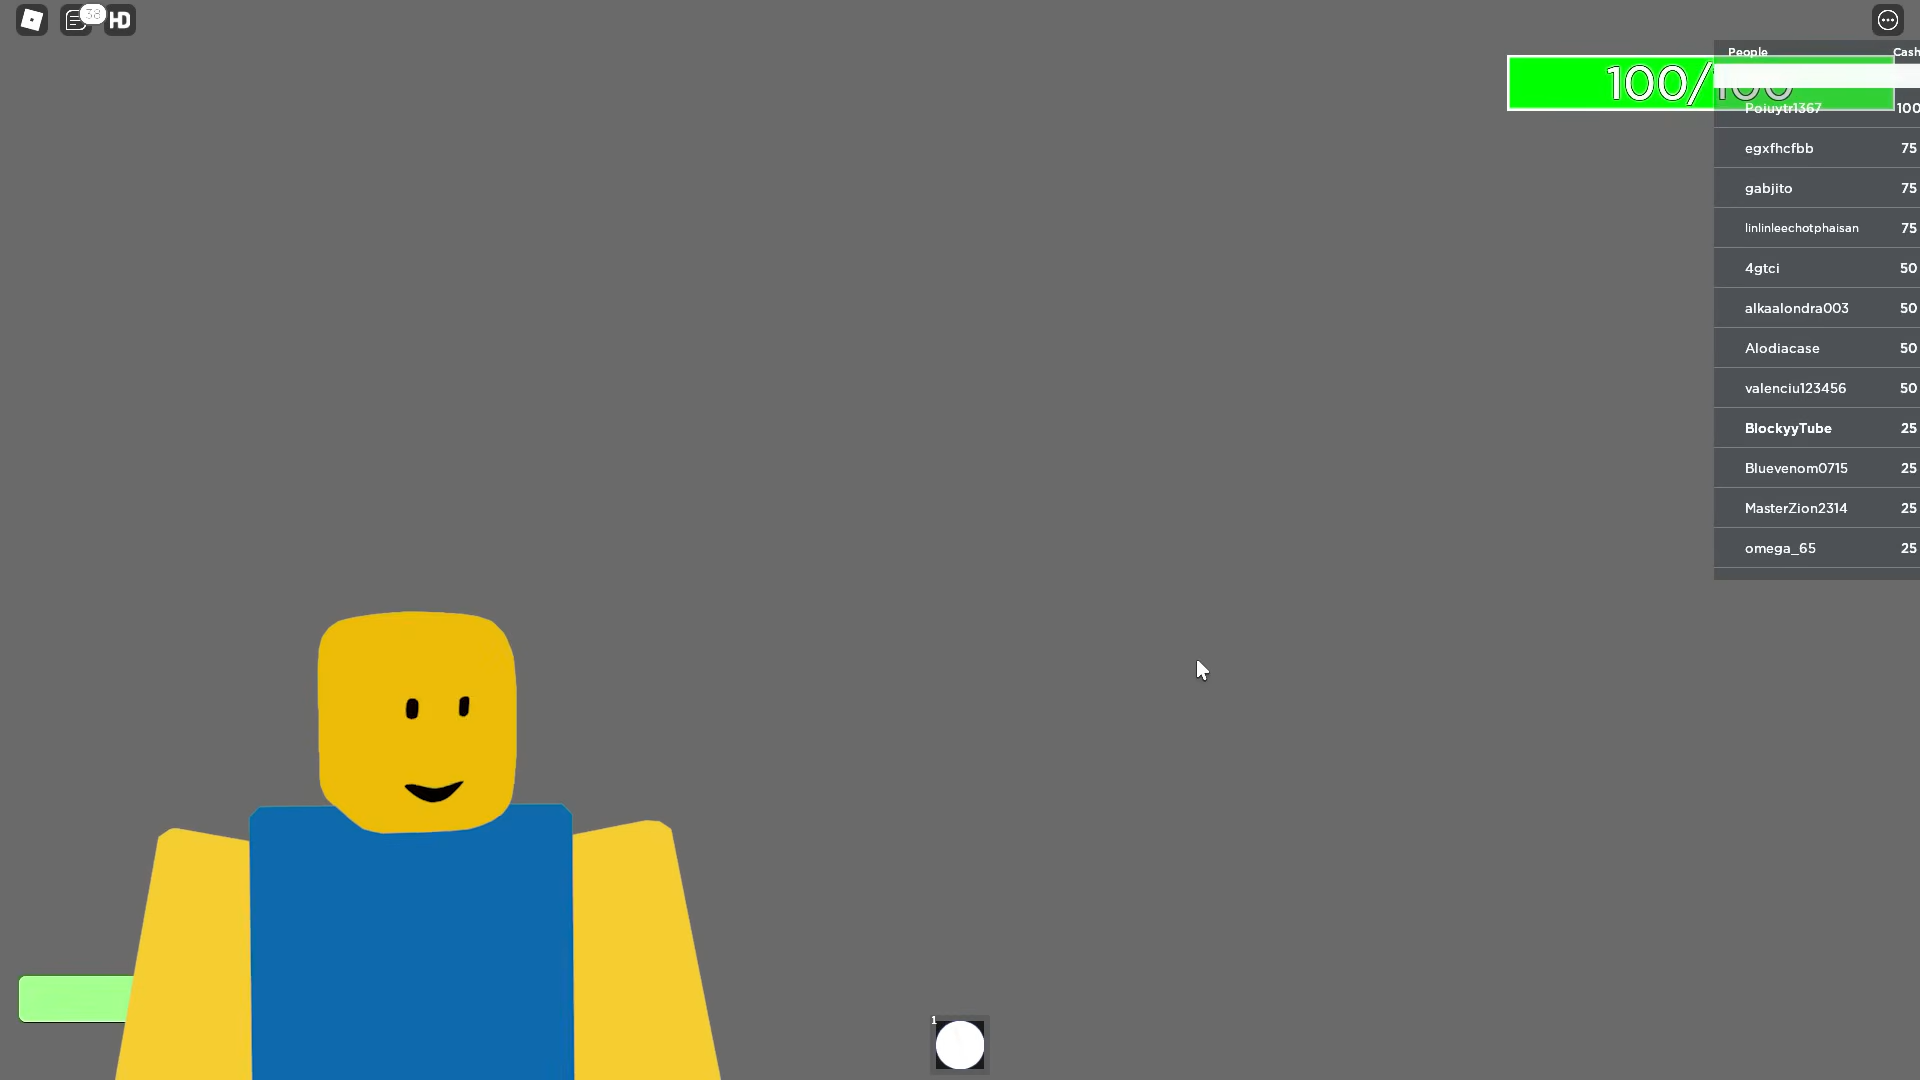 38
HD
People Cash
100/100
Poiuytr1367 100
egxfhcfbb 75
gabjito 75
linlinleechotphaisan 75
4gtci 50
alkaalondra003 50
Alodiacase 50
valenciu123456 50
BlockyyTube 25
Bluevenom0715 25
MasterZion2314 25
omega_65 25
1